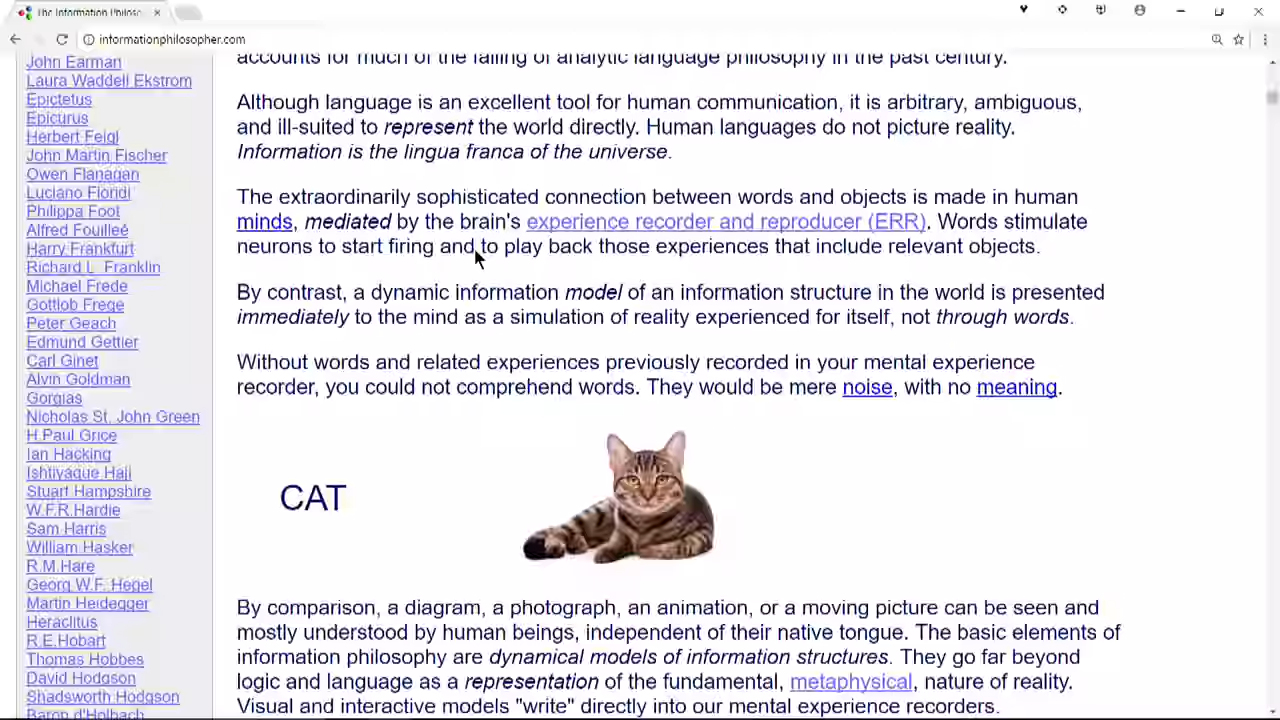 The Information Philoso
informationphilosopher.com
John Earman
Laura Waddell Ekstrom
Epictetus
Epicurus
Herbert Feigl
John Martin Fischer
Owen Flanagan
Luciano Floridi
Philippa Foot
Alfred Fouilleé
Harry Frankfurt
Richard L. Franklin
Michael Frede
Gottlob Frege
Peter Geach
Edmund Gettier
Carl Ginet
Alvin Goldman
Gorgias
Nicholas St. John Green
H.Paul Grice
Ian Hacking
Ishtiyaque Haji
Stuart Hampshire
W.F.R.Hardie
Sam Harris
William Hasker
R.M.Hare
Georg W.F. Hegel
Martin Heidegger
Heraclitus
R.E.Hobart
Thomas Hobbes
David Hodgson
Shadsworth Hodgson
Baron d'Holbach
accounts for much of the failing of analytic language philosophy in the past century.
Although language is an excellent tool for human communication, it is arbitrary, ambiguous,
and ill-suited to represent the world directly. Human languages do not picture reality.
Information is the lingua franca of the universe.
The extraordinarily sophisticated connection between words and objects is made in human
minds, mediated by the brain's experience recorder and reproducer (ERR). Words stimulate
neurons to start firing and to play back those experiences that include relevant objects.
By contrast, a dynamic information model of an information structure in the world is presented
immediately to the mind as a simulation of reality experienced for itself, not through words.
Without words and related experiences previously recorded in your mental experience
recorder, you could not comprehend words. They would be mere noise, with no meaning.
CAT
By comparison, a diagram, a photograph, an animation, or a moving picture can be seen and
mostly understood by human beings, independent of their native tongue. The basic elements of
information philosophy are dynamical models of information structures. They go far beyond
logic and language as a representation of the fundamental, metaphysical, nature of reality.
Visual and interactive models "write" directly into our mental experience recorders.